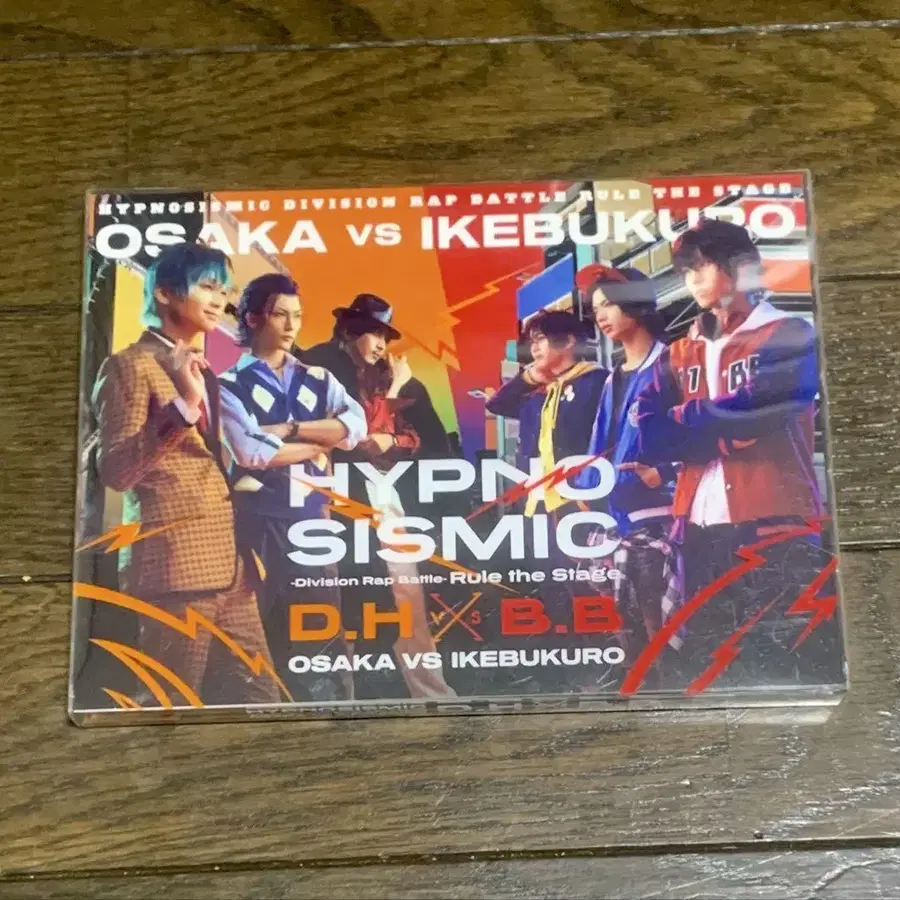 HYPNOSISMIC DIVISION RAP BATTLE RULE THE STAGE
OSAKA VS IKEBUKURO
HYPNO
SISMIC
-Division Rap Battle- Rule the Stage
D.H VS B.B
OSAKA VS IKEBUKURO